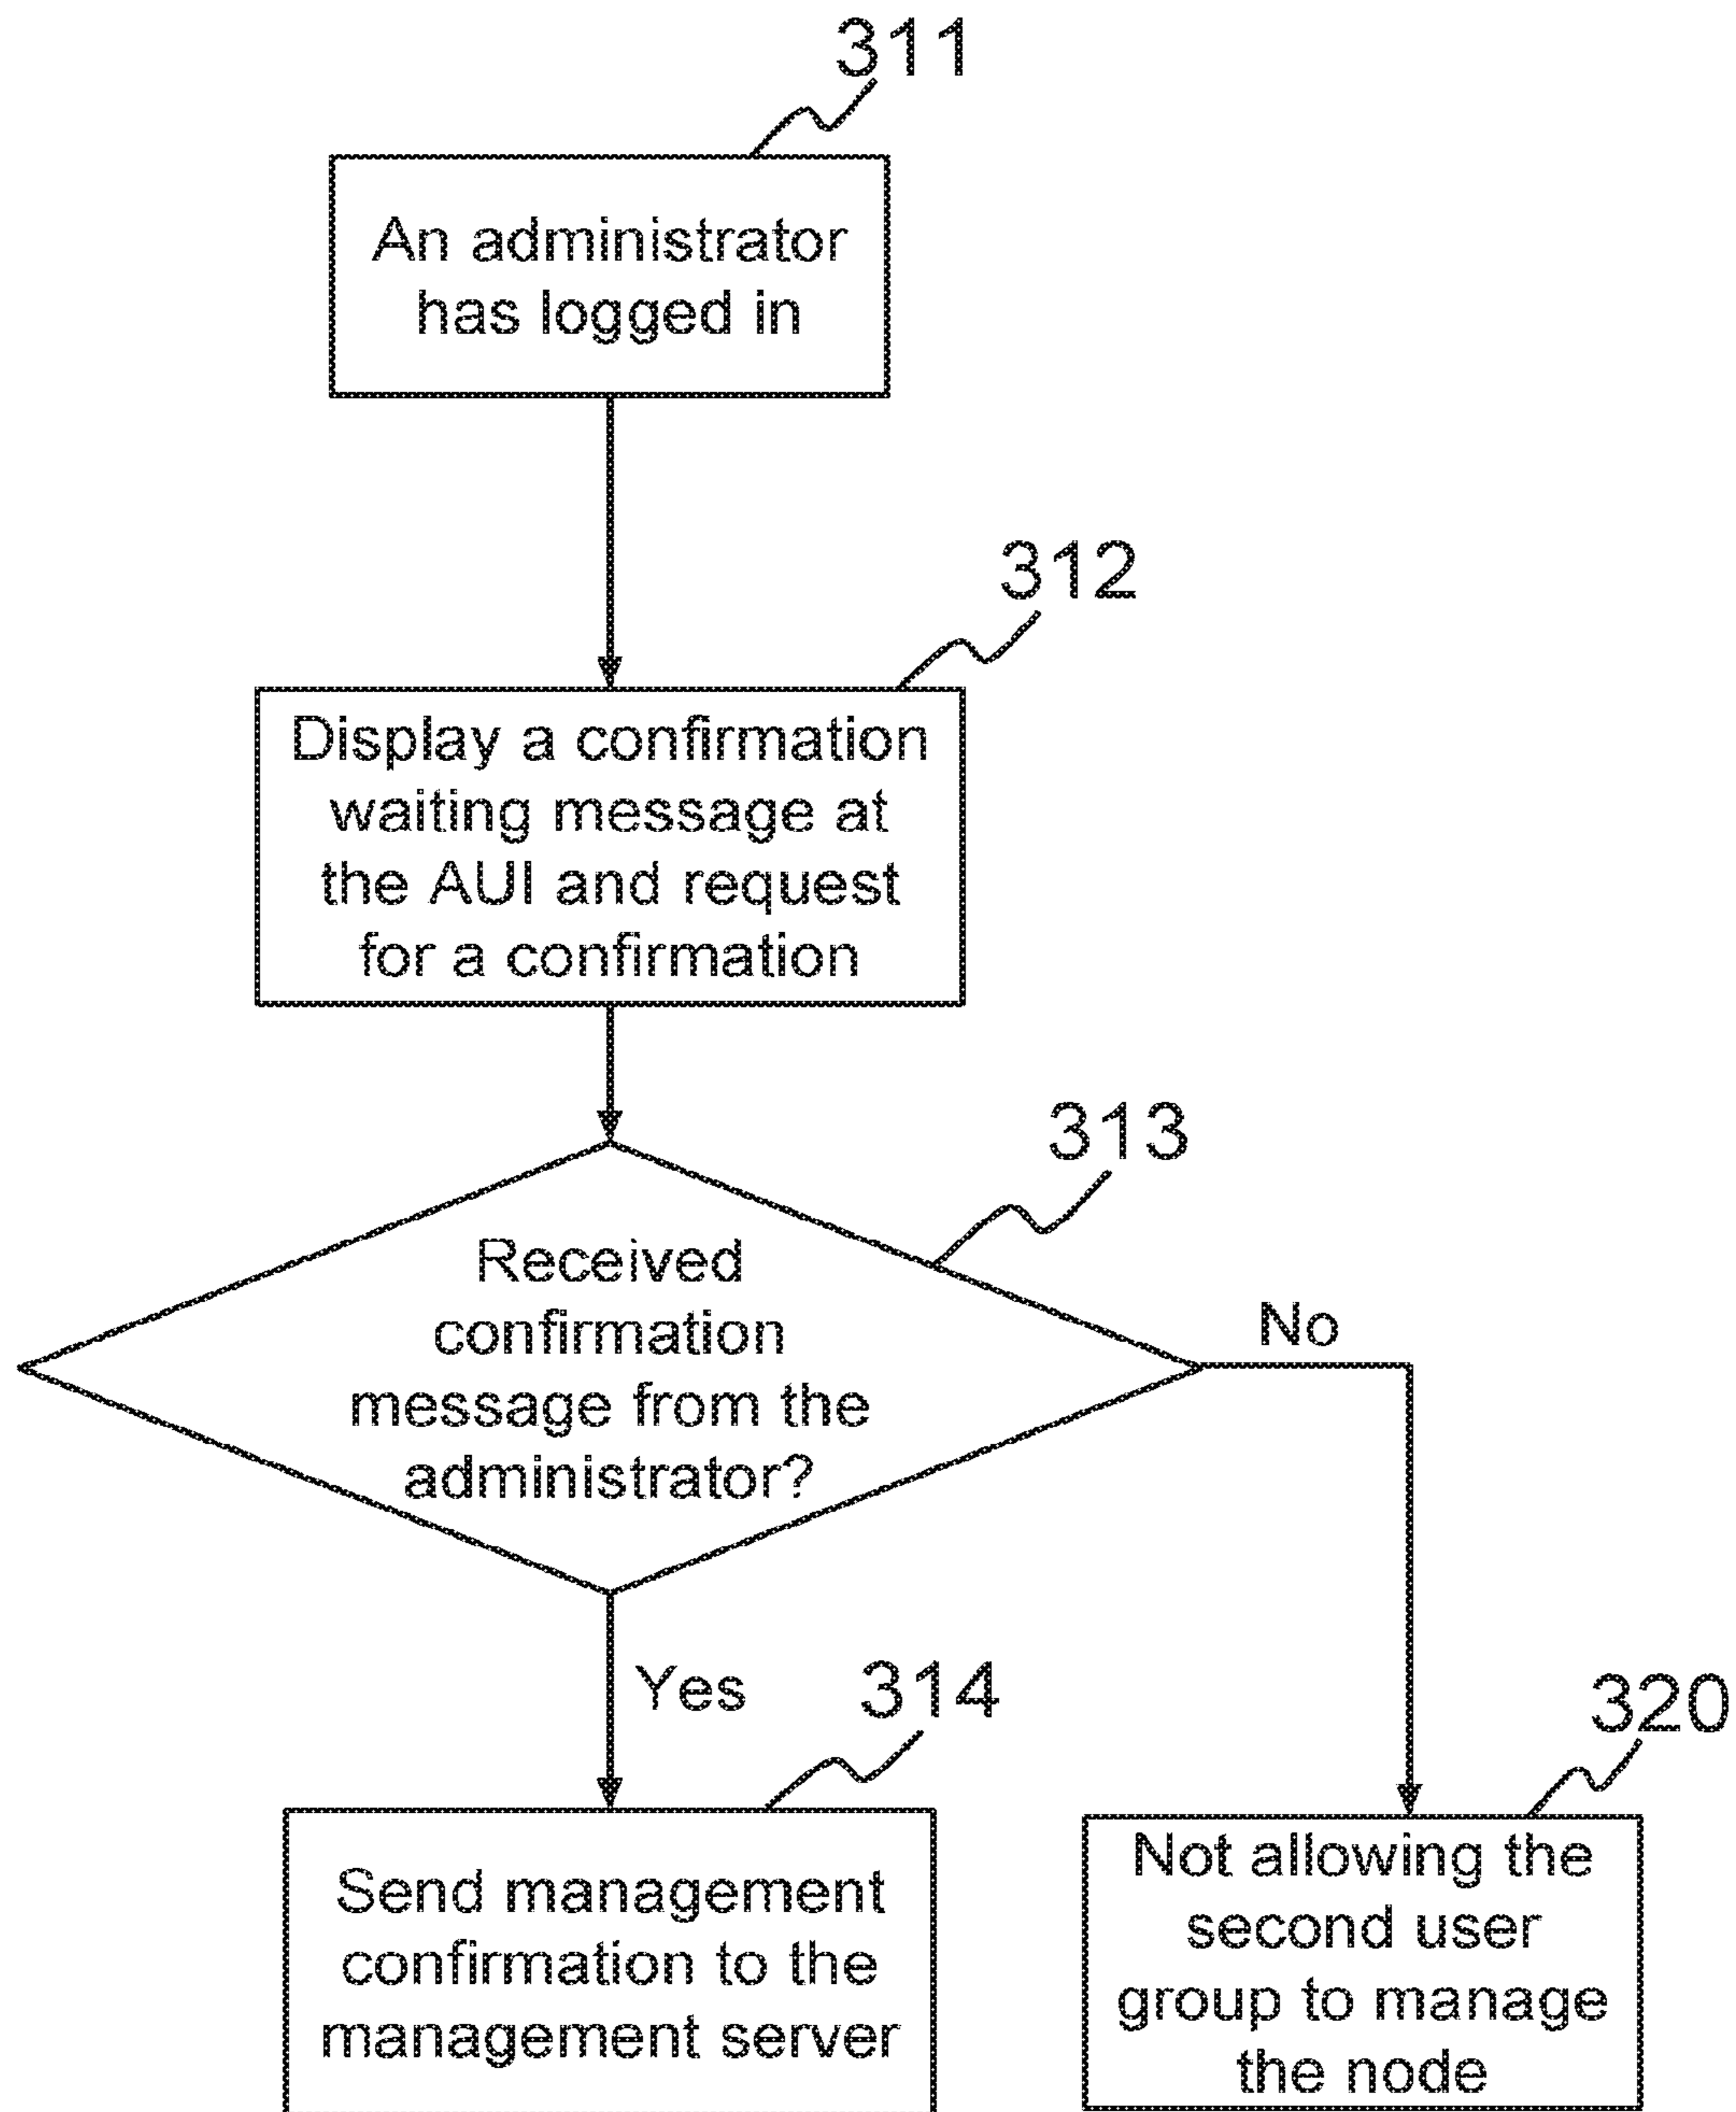 311
An administrator
has logged in
312
Display a confirmation
waiting message at
the AUI and request
for a confirmation
313
Received
confirmation
message from the
administrator?
No
Yes
314
Send management
confirmation to the
management server
320
Not allowing the
second user
group to manage
the node